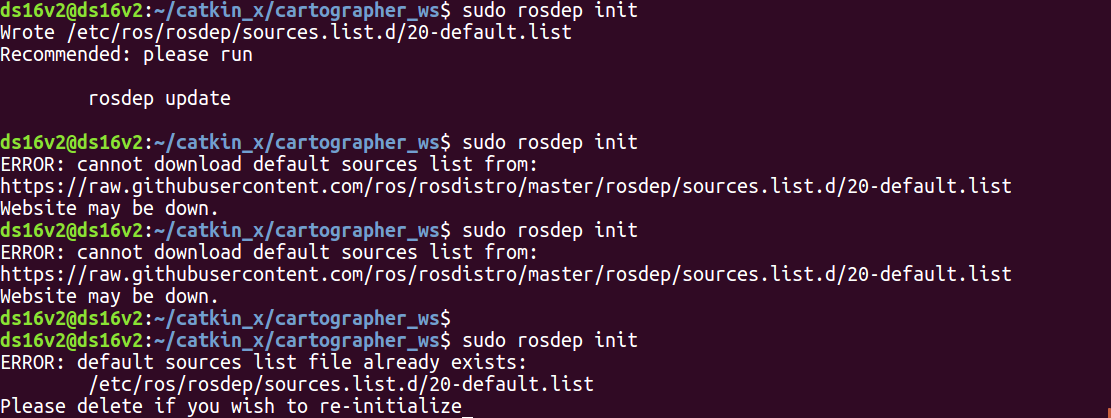 ds16v2@ds16v2:~/catkin_x/cartographer_ws$ sudo rosdep init
Wrote /etc/ros/rosdep/sources.list.d/20-default.list
Recommended: please run
rosdep update
ds16v2@ds16v2:~/catkin_x/cartographer_ws$ sudo rosdep init
ERROR: cannot download default sources list from:
https://raw.githubusercontent.com/ros/rosdistro/master/rosdep/sources.list.d/20-default.list
Website may be down.
ds16v2@ds16v2:~/catkin_x/cartographer_ws$ sudo rosdep init
ERROR: cannot download default sources list from:
https://raw.githubusercontent.com/ros/rosdistro/master/rosdep/sources.list.d/20-default.list
Website may be down.
ds16v2@ds16v2:~/catkin_x/cartographer_ws$
ds16v2@ds16v2:~/catkin_x/cartographer_ws$ sudo rosdep init
ERROR: default sources list file already exists:
/etc/ros/rosdep/sources.list.d/20-default.list
Please delete if you wish to re-initialize